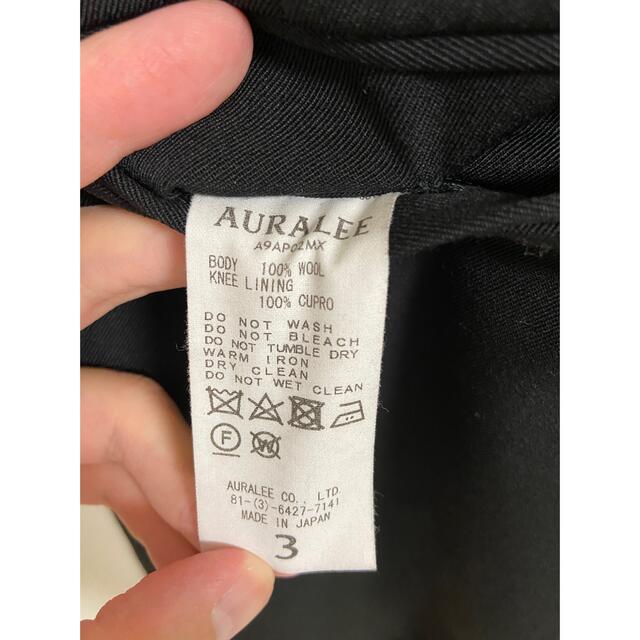 AURALEE
A9AP02MX
BODY 100% WOOL
KNEE LINING
100% CUPRO
DO NOT WASH
DO NOT BLEACH
DO NOT TUMBLE DRY
WARM IRON
DRY CLEAN
DO NOT WET CLEAN
F W
AURALEE CO., LTD.
81-(3)-6427-7141
MADE IN JAPAN
3